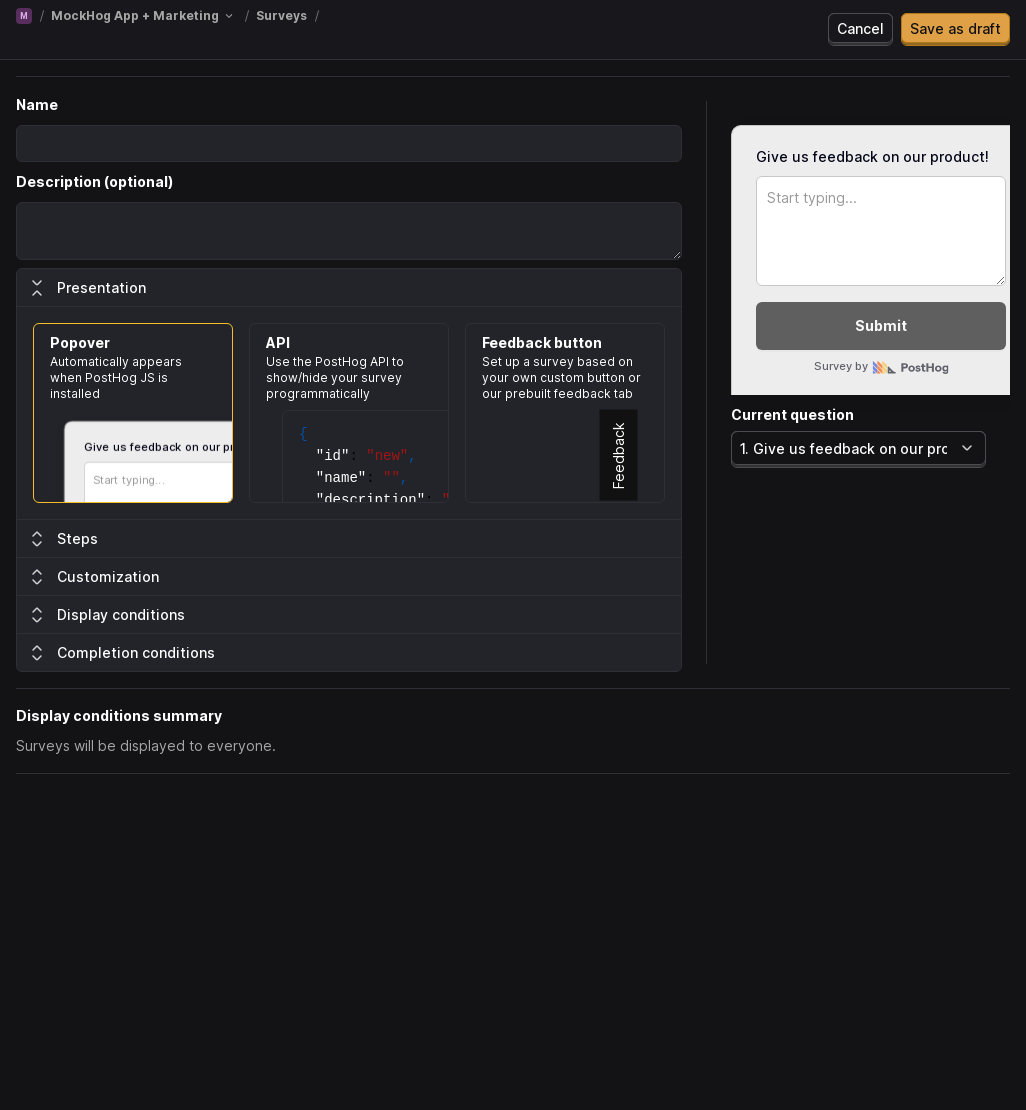 M / MockHog App + Marketing / Surveys /
Cancel
Save as draft
Name
Description (optional)
Presentation
Popover
Automatically appears
when PostHog JS is
installed
Give us feedback on our pr
Start typing...
API
Use the PostHog API to
show/hide your survey
programmatically
{
"id": "new",
"name": "",
"description": "
Feedback button
Set up a survey based on
your own custom button or
our prebuilt feedback tab
Feedback
Steps
Customization
Display conditions
Completion conditions
Give us feedback on our product!
Start typing...
Submit
Survey by PostHog
Current question
1. Give us feedback on our pro
Display conditions summary
Surveys will be displayed to everyone.